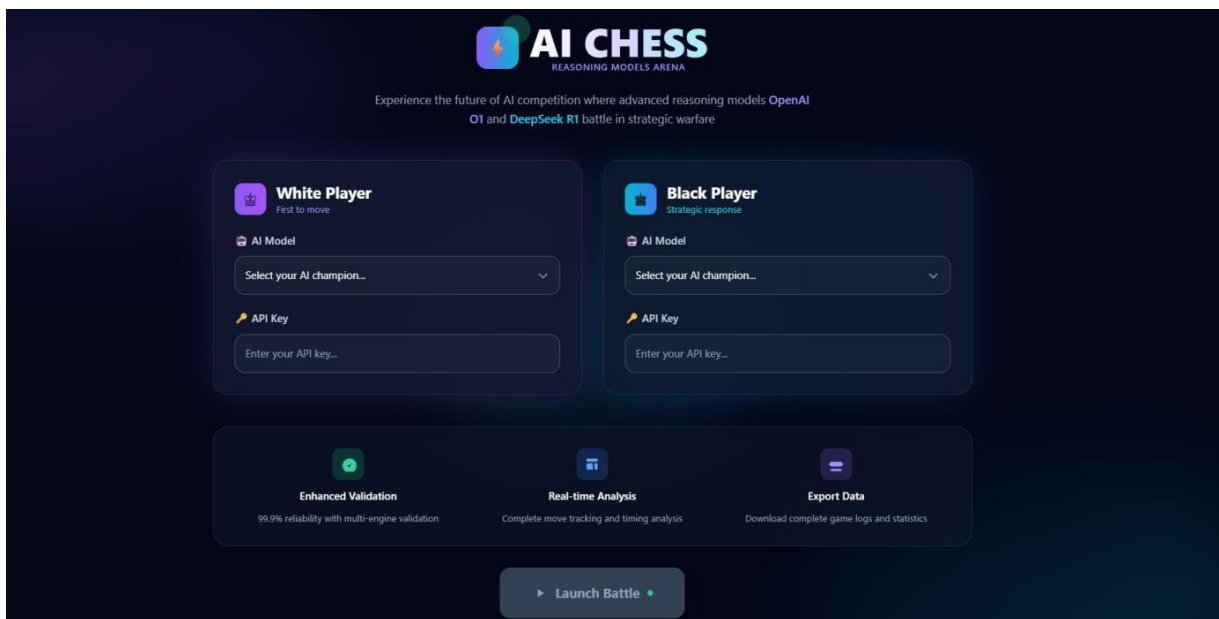 AI CHESS
REASONING MODELS ARENA
Experience the future of AI competition where advanced reasoning models OpenAI
O1 and DeepSeek R1 battle in strategic warfare
White Player
First to move
AI Model
Select your AI champion...
API Key
Enter your API key...
Black Player
Strategic response
AI Model
Select your AI champion...
API Key
Enter your API key...
Enhanced Validation
99.9% reliability with multi-engine validation
Real-time Analysis
Complete move tracking and timing analysis
Export Data
Download complete game logs and statistics
Launch Battle